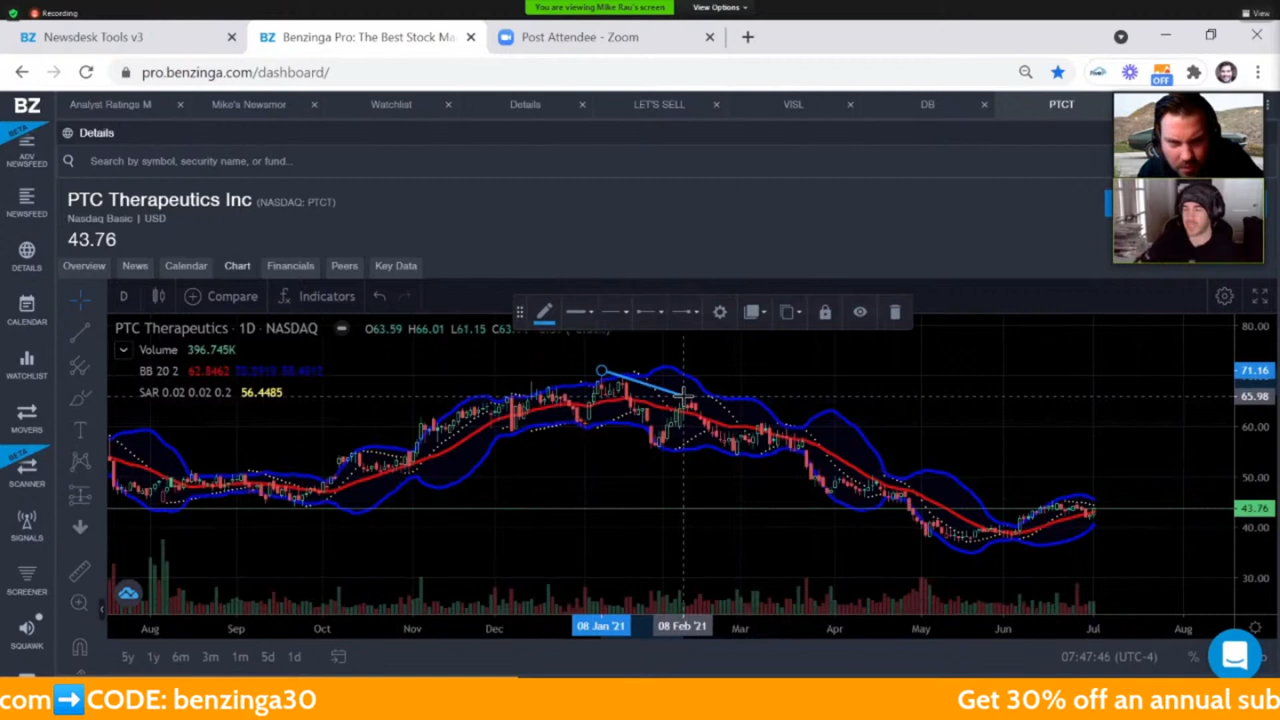 Recording
You are viewing Mike Rau's screen
View Options
View
BZ Newsdesk Tools v3
BZ Benzinga Pro: The Best Stock Ma
Post Attendee - Zoom
pro.benzinga.com/dashboard/
OFF
BZ
Analyst Ratings M
Mike's Newsmor
Watchlist
Details
LET'S SELL
VISL
DB
PTCT
BETA
ADV
NEWSFEED
NEWSFEED
DETAILS
CALENDAR
WATCHLIST
MOVERS
BETA
SCANNER
SIGNALS
SCREENER
SQUAWK
Details
Search by symbol, security name, or fund...
PTC Therapeutics Inc (NASDAQ: PTCT)
Nasdaq Basic | USD
43.76
Overview News Calendar Chart Financials Peers Key Data
D Compare Indicators
PTC Therapeutics · 1D · NASDAQ O63.59 H66.01 L61.15
Volume 396.745K
BB 20 2 62.8462
SAR 0.02 0.02 0.2 56.4485
80.00
71.16
65.98
60.00
50.00
43.76
40.00
30.00
Aug Sep Oct Nov Dec 08 Jan '21 08 Feb '21 Mar Apr May Jun Jul Aug
5y 1y 6m 3m 1m 5d 1d
07:47:46 (UTC-4) %
com CODE: benzinga30
Get 30% off an annual sub